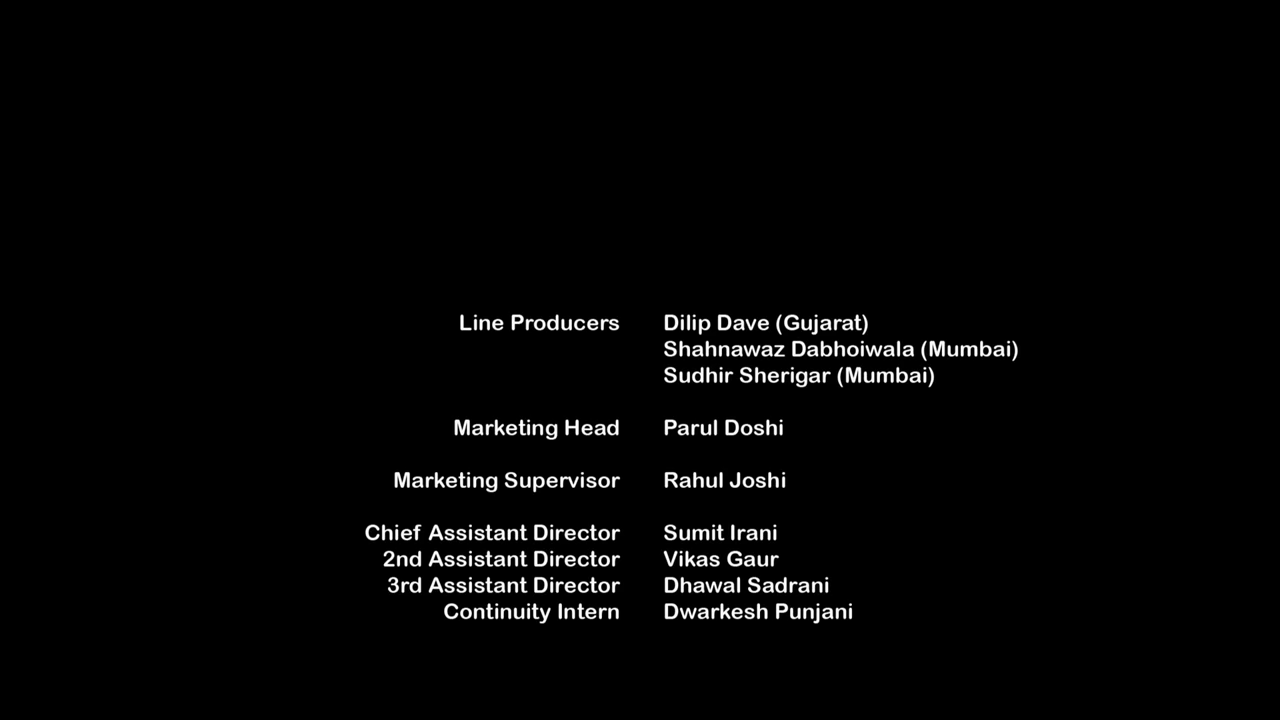 Line Producers Dilip Dave (Gujarat)
Shahnawaz Dabhoiwala (Mumbai)
Sudhir Sherigar (Mumbai)
Marketing Head Parul Doshi
Marketing Supervisor Rahul Joshi
Chief Assistant Director Sumit Irani
2nd Assistant Director Vikas Gaur
3rd Assistant Director Dhawal Sadrani
Continuity Intern Dwarkesh Punjani